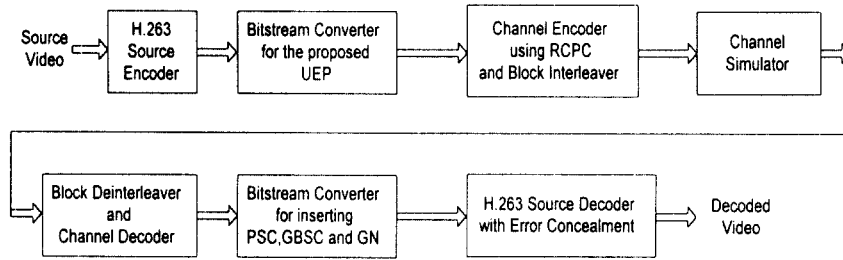 Source
Video
H.263
Source
Encoder
Bitstream Converter
for the proposed
UEP
Channel Encoder
using RCPC
and Block Interleaver
Channel
Simulator
Block Deinterleaver
and
Channel Decoder
Bitstream Converter
for inserting
PSC,GBSC and GN
H.263 Source Decoder
with Error Concealment
Decoded
Video